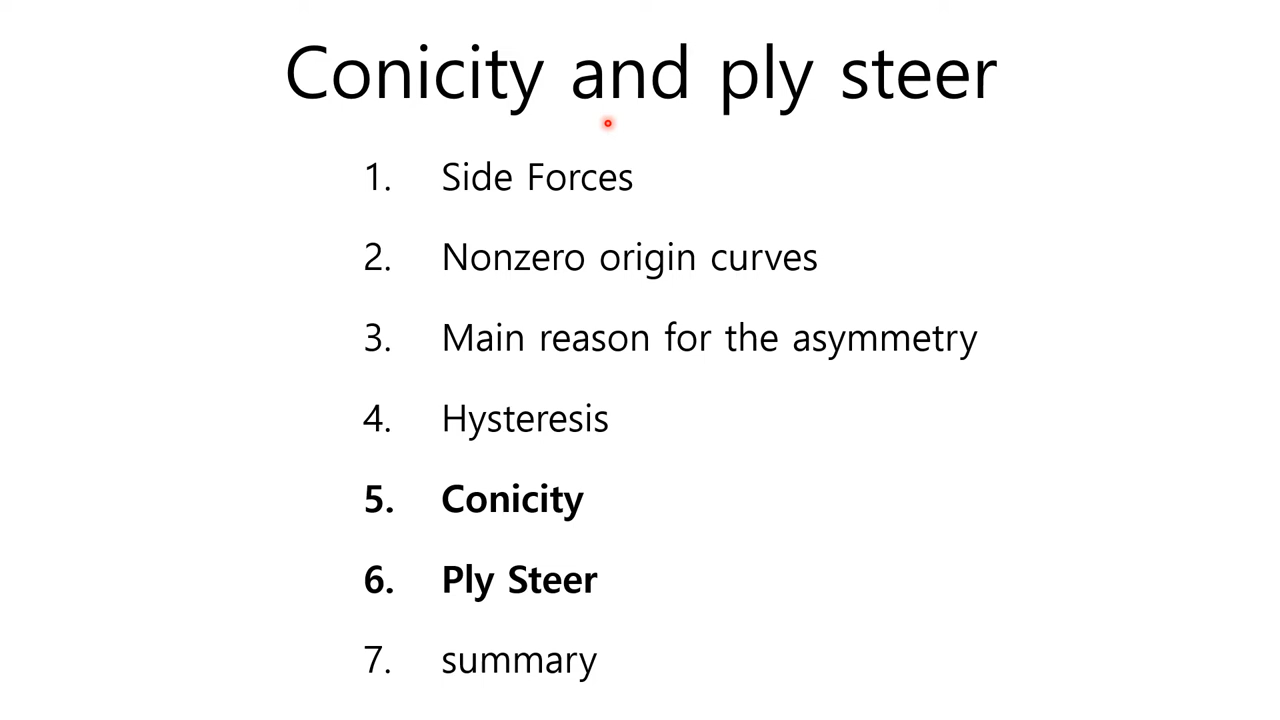 Conicity and ply steer
1. Side Forces
2. Nonzero origin curves
3. Main reason for the asymmetry
4. Hysteresis
5. Conicity
6. Ply Steer
7. summary